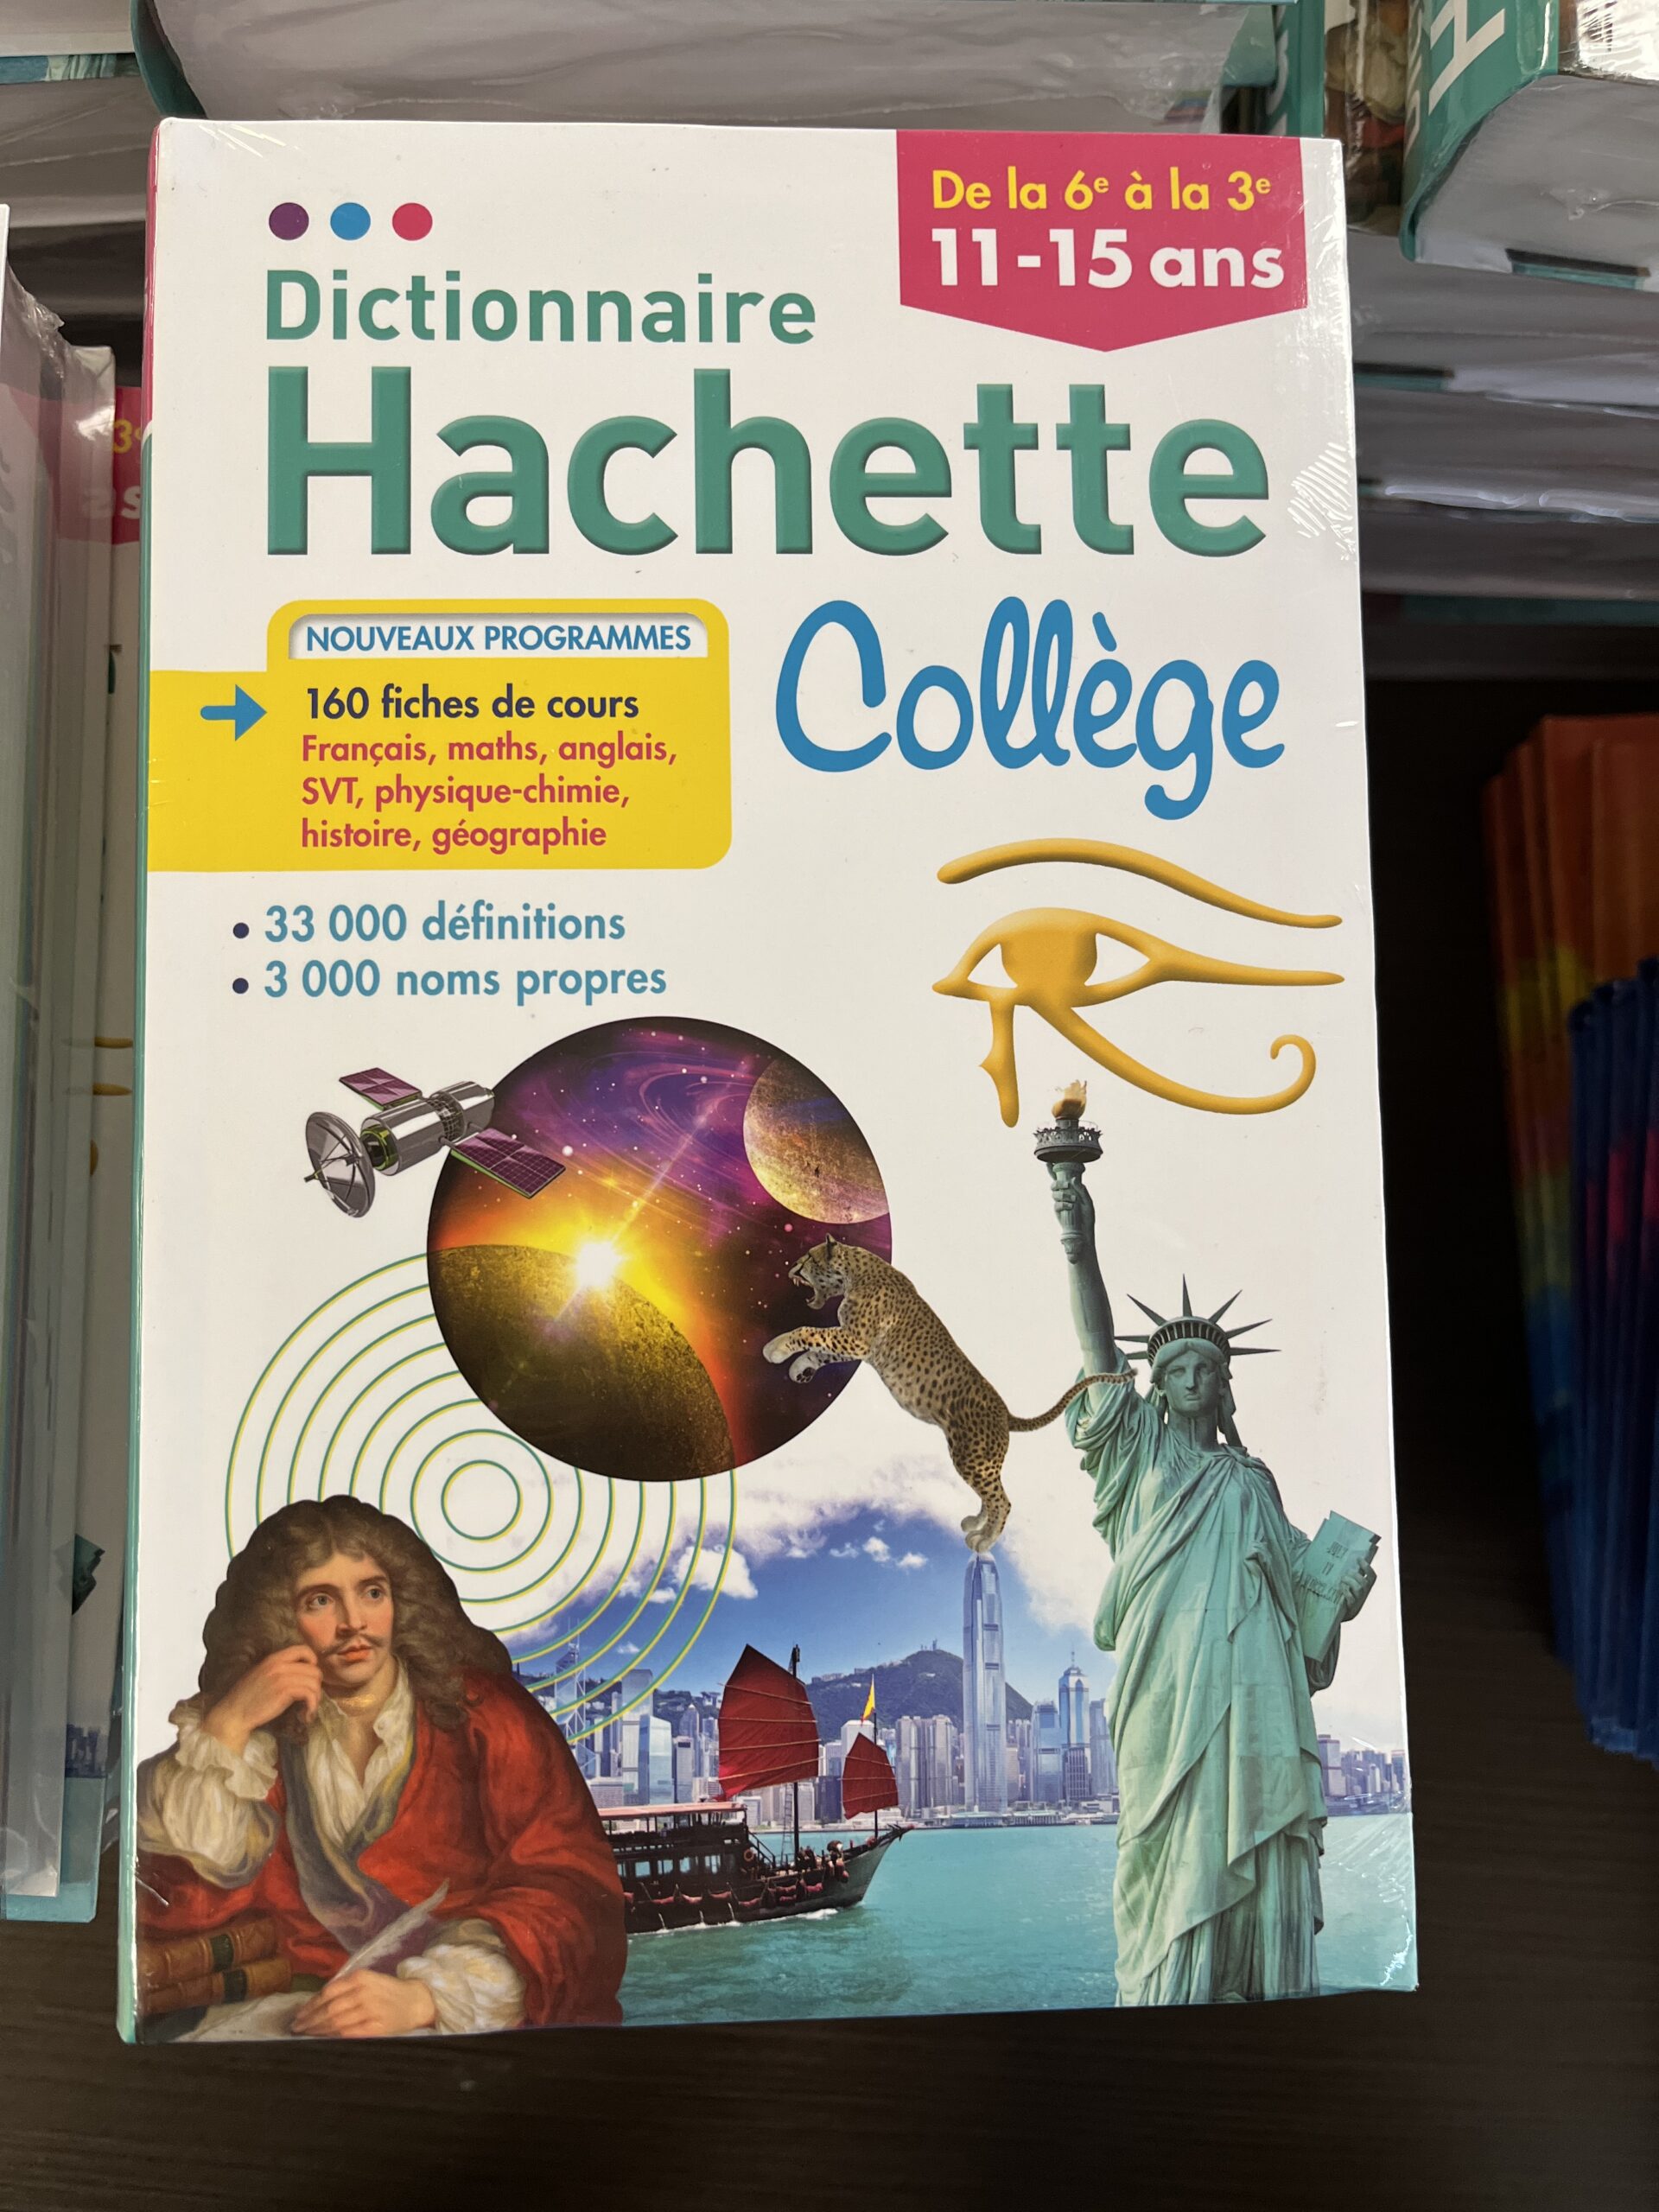 De la 6e à la 3e
11-15 ans
Dictionnaire
Hachette
Collège
NOUVEAUX PROGRAMMES
160 fiches de cours
Français, maths, anglais,
SVT, physique-chimie,
histoire, géographie
• 33 000 définitions
• 3 000 noms propres